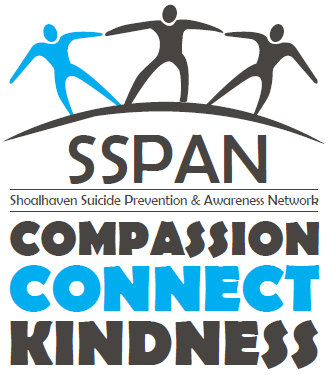 SSPAN
Shoalhaven Suicide Prevention & Awareness Network
COMPASSION
CONNECT
KINDNESS